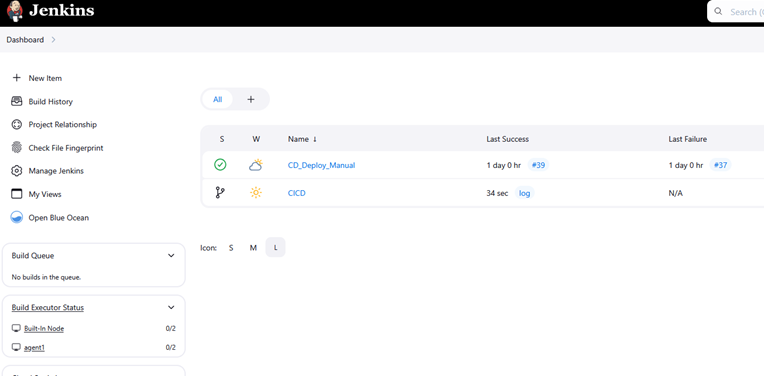 Jenkins
Search (
Dashboard
New Item
Build History
Project Relationship
Check File Fingerprint
Manage Jenkins
My Views
Open Blue Ocean
All +
S W Name ↓ Last Success Last Failure
CD_Deploy_Manual 1 day 0 hr #39 1 day 0 hr #37
CICD 34 sec log N/A
Icon: S M L
Build Queue
No builds in the queue.
Build Executor Status
Built-In Node 0/2
agent1 0/2